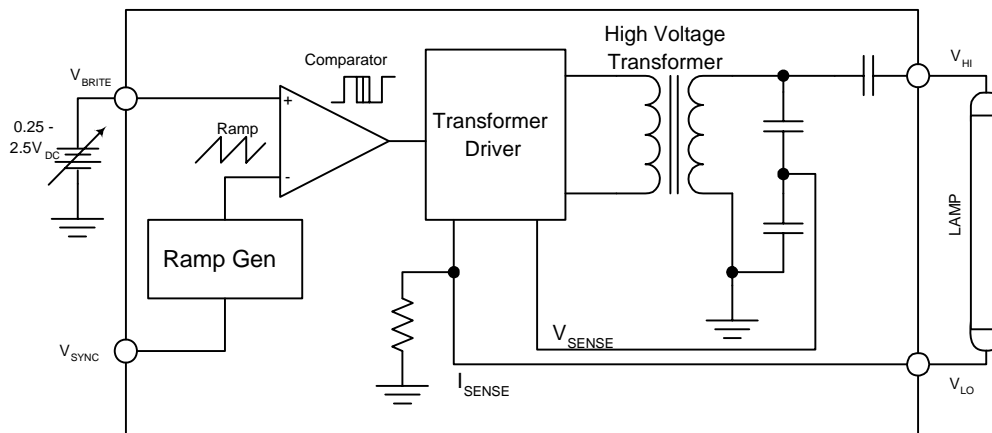 High Voltage
Transformer
Comparator
V_BRITE
V_HI
+
0.25 -
2.5V_DC
Ramp
Transformer
Driver
-
LAMP
Ramp Gen
V_SENSE
V_SYNC
I_SENSE
V_LO